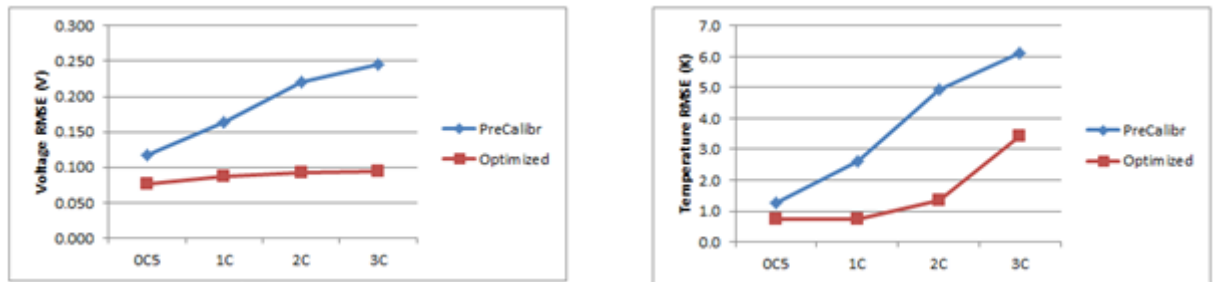 Voltage RMSE (V)
0.300
0.250
0.200
0.150
0.100
0.050
0.000
0C5
1C
2C
3C
PreCalibr
Optimized
Temperature RMSE (K)
7.0
6.0
5.0
4.0
3.0
2.0
1.0
0.0
0C5
1C
2C
3C
PreCalibr
Optimized